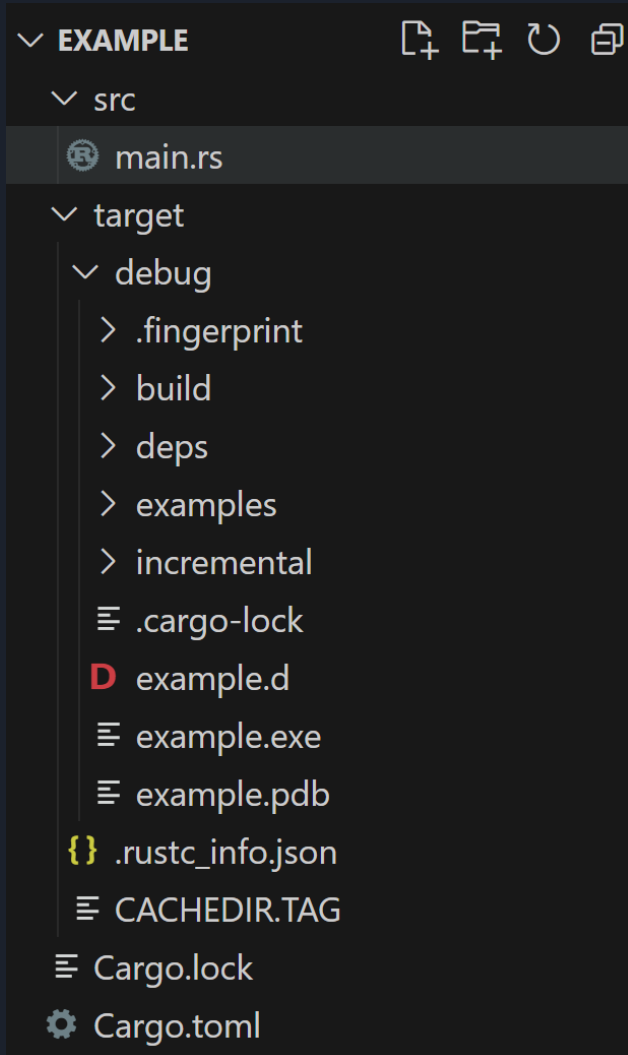 EXAMPLE
src
main.rs
target
debug
.fingerprint
build
deps
examples
incremental
.cargo-lock
D example.d
example.exe
example.pdb
{} .rustc_info.json
CACHEDIR.TAG
Cargo.lock
Cargo.toml